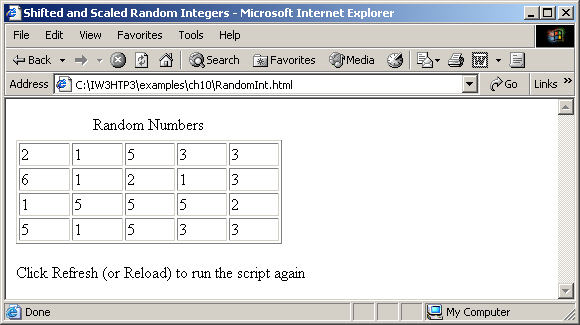 Shifted and Scaled Random Integers - Microsoft Internet Explorer
File Edit View Favorites Tools Help
Back Search Favorites Media
Address C:\IW3HTP3\examples\ch10\RandomInt.html Go Links »
Random Numbers
2 1 5 3 3
6 1 2 1 3
1 5 5 5 2
5 1 5 3 3
Click Refresh (or Reload) to run the script again
Done My Computer